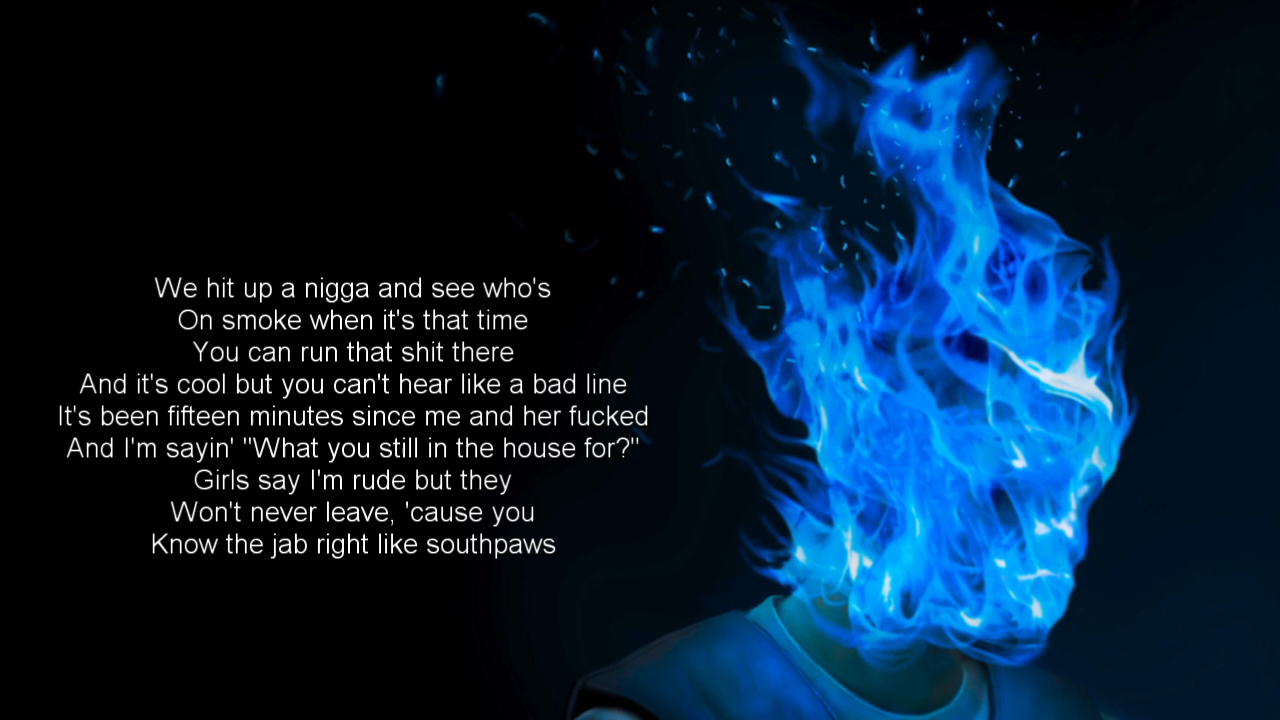 We hit up a nigga and see who's
On smoke when it's that time
You can run that shit there
And it's cool but you can't hear like a bad line
It's been fifteen minutes since me and her fucked
And I'm sayin' "What you still in the house for?"
Girls say I'm rude but they
Won't never leave, 'cause you
Know the jab right like southpaws